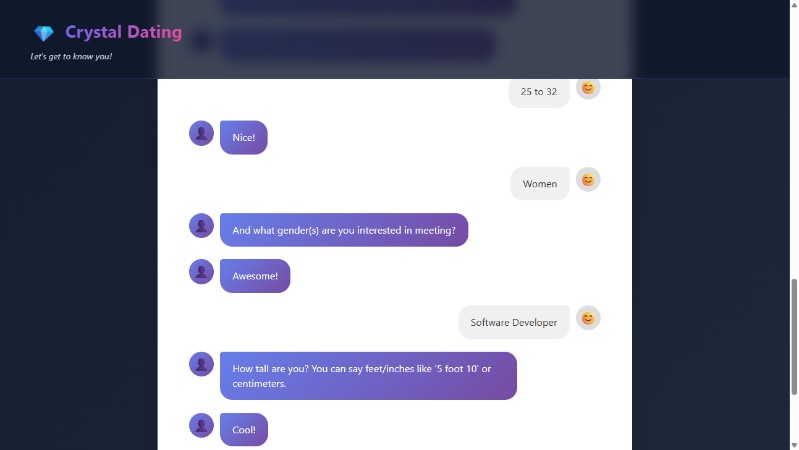 Crystal Dating
Let's get to know you!
25 to 32
Nice!
Women
And what gender(s) are you interested in meeting?
Awesome!
Software Developer
How tall are you? You can say feet/inches like '5 foot 10' or
centimeters.
Cool!